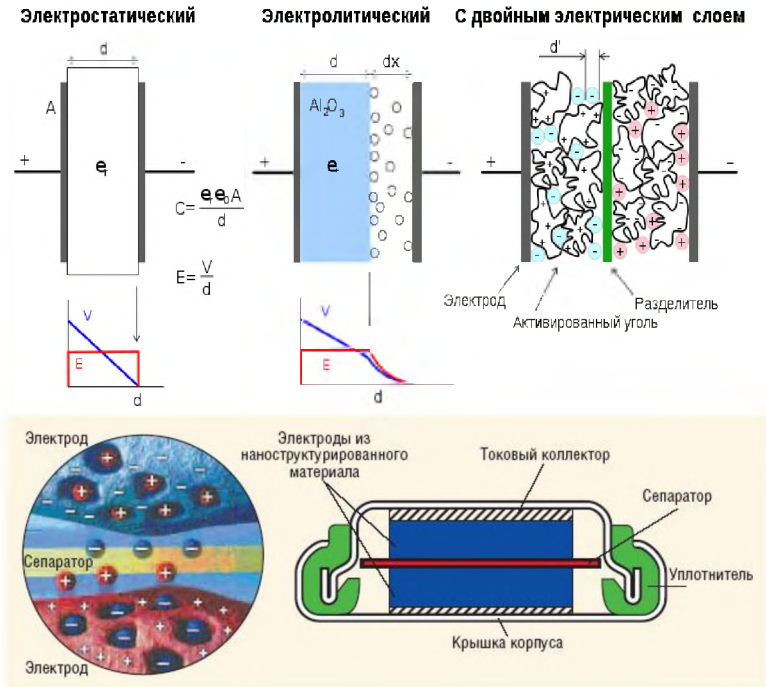 Электростатический
Электролитический
С двойным электрическим слоем
d
A
+
-
C= eᵣe₀A
d
E= V
d
V
E
d
d
dx
Al₂O₃
e
+
-
V
E
d
d'
+
-
Электрод
Активированный уголь
Разделитель
Электрод
Сепаратор
Электрод
Электроды из
наноструктурированного
материала
Токовый коллектор
Сепаратор
Уплотнитель
Крышка корпуса